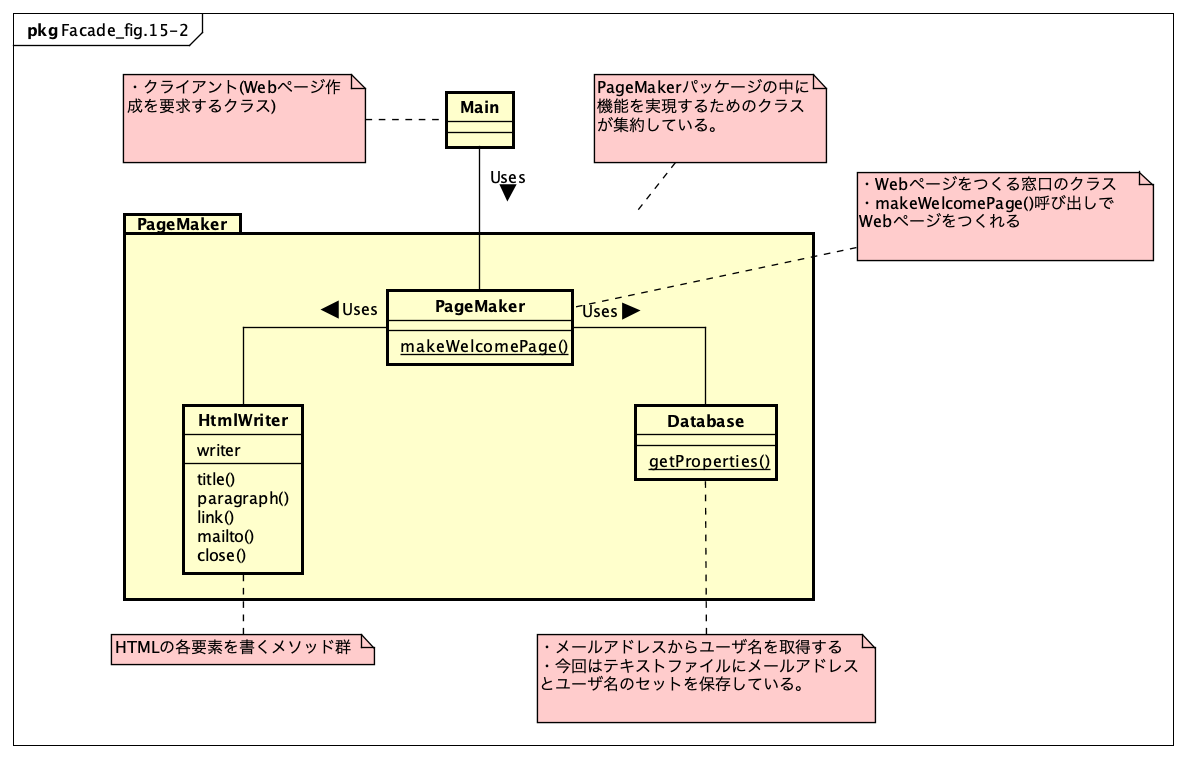 pkg Facade_fig.15-2
・クライアント(Webページ作
成を要求するクラス)
Main
PageMakerパッケージの中に
機能を実現するためのクラス
が集約している。
Uses
・Webページをつくる窓口のクラス
・makeWelcomePage()呼び出しで
Webページをつくれる
PageMaker
PageMaker
makeWelcomePage()
Uses
Uses
HtmlWriter
writer
title()
paragraph()
link()
mailto()
close()
Database
getProperties()
HTMLの各要素を書くメソッド群
・メールアドレスからユーザ名を取得する
・今回はテキストファイルにメールアドレス
とユーザ名のセットを保存している。